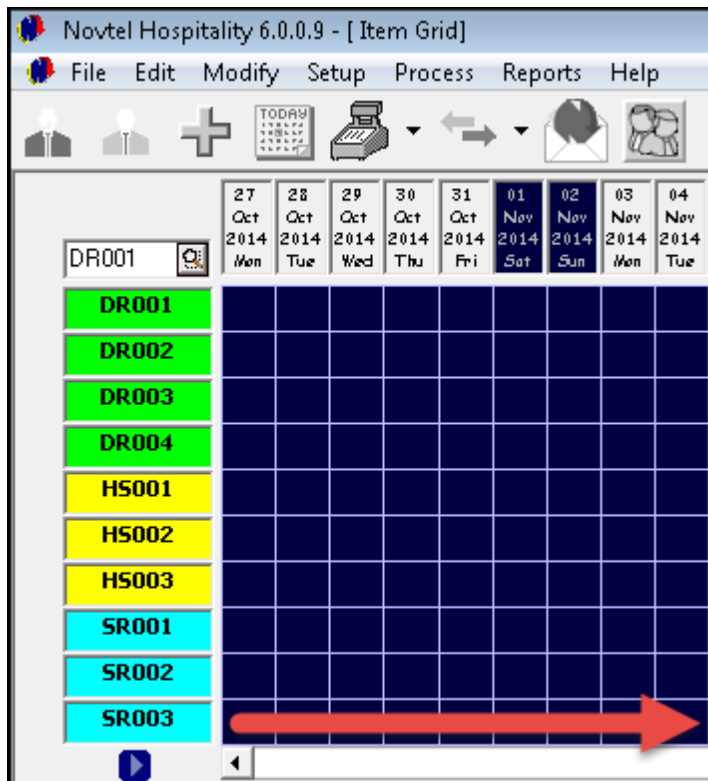 Novtel Hospitality 6.0.0.9 - [ Item Grid]
File Edit Modify Setup Process Reports Help
TODAY
27 28 29 30 31 01 02 03 04
Oct Oct Oct Oct Oct Nov Nov Nov Nov
2014 2014 2014 2014 2014 2014 2014 2014 2014
Mon Tue Wed Thu Fri Sat Sun Mon Tue
DR001
DR001
DR002
DR003
DR004
HS001
HS002
HS003
SR001
SR002
SR003